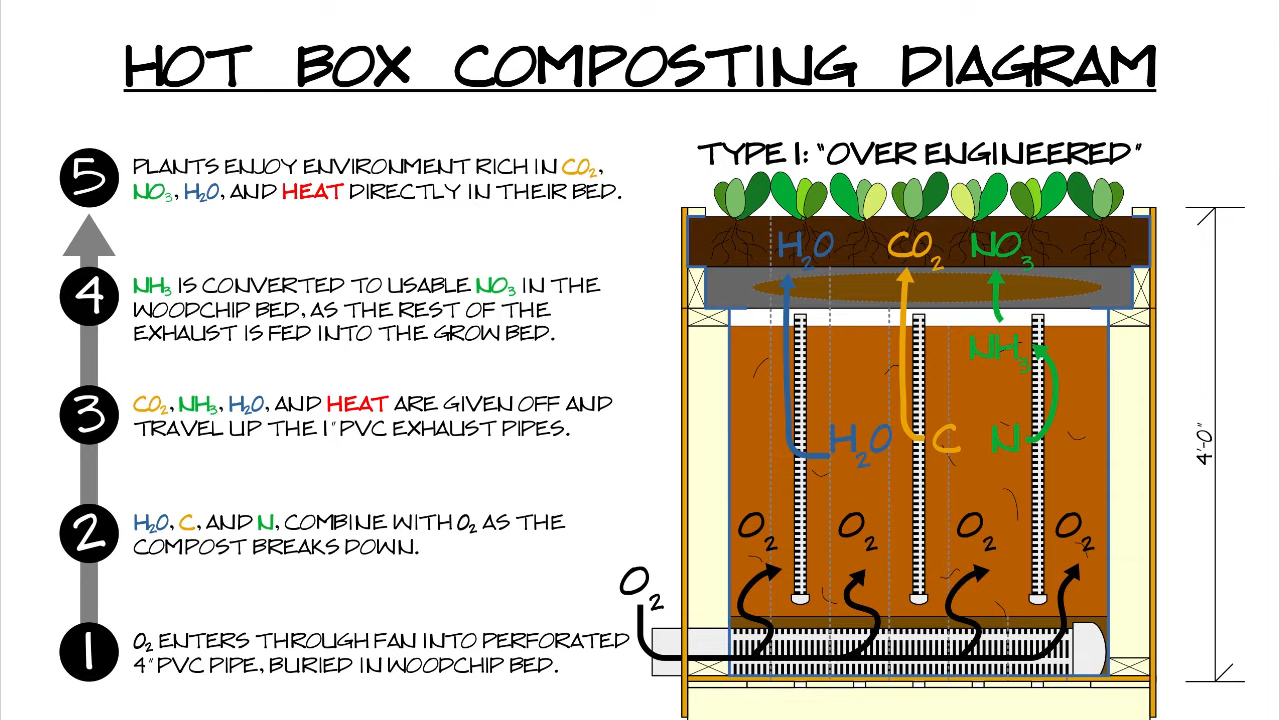 HOT BOX COMPOSTING DIAGRAM
5
PLANTS ENJOY ENVIRONMENT RICH IN CO₂,
NO₃, H₂O, AND HEAT DIRECTLY IN THEIR BED.
4
NH₃ IS CONVERTED TO USABLE NO₃ IN THE
WOODCHIP BED, AS THE REST OF THE
EXHAUST IS FED INTO THE GROW BED.
3
CO₂, NH₃, H₂O, AND HEAT ARE GIVEN OFF AND
TRAVEL UP THE 1" PVC EXHAUST PIPES.
2
H₂O, C, AND N, COMBINE WITH O₂ AS THE
COMPOST BREAKS DOWN.
1
O₂ ENTERS THROUGH FAN INTO PERFORATED
4" PVC PIPE, BURIED IN WOODCHIP BED.
TYPE 1: "OVER ENGINEERED"
H₂O CO₂ NO₃
NH₃
H₂O C N
O₂ O₂ O₂ O₂
O₂
4'-0"